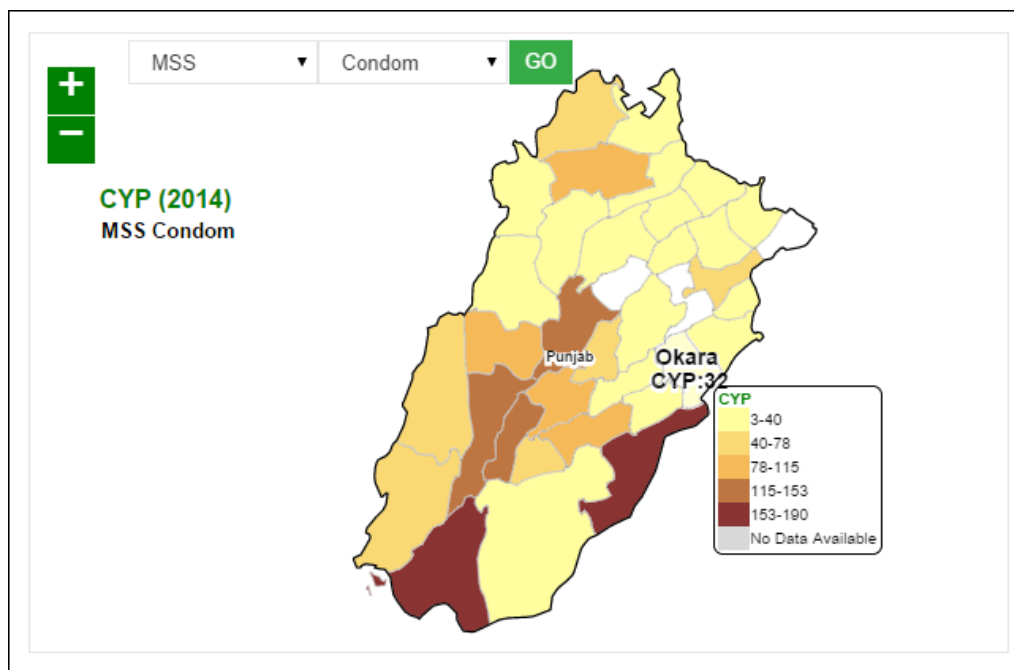 MSS Condom GO
+
−
CYP (2014)
MSS Condom
Punjab
Okara
CYP:32
CYP
3-40
40-78
78-115
115-153
153-190
No Data Available